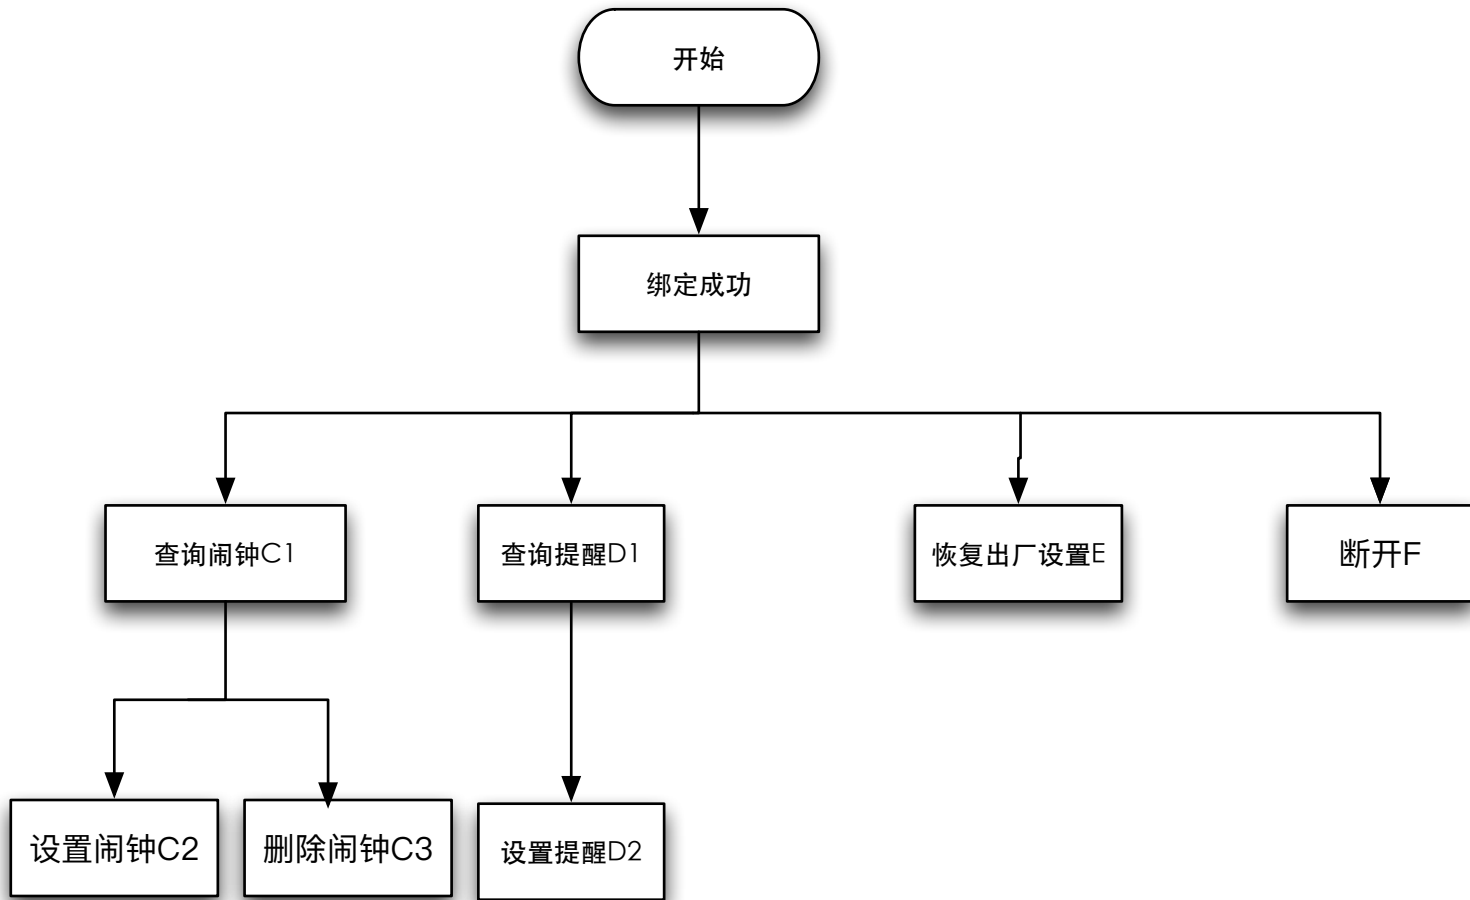 开始
绑定成功
查询闹钟C1
查询提醒D1
恢复出厂设置E
断开F
设置闹钟C2
删除闹钟C3
设置提醒D2